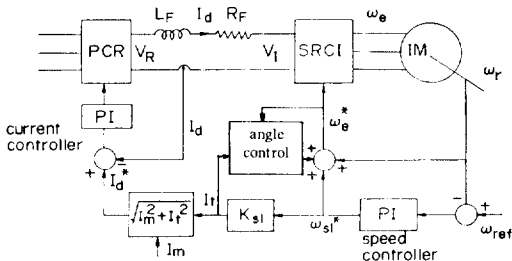 L_F I_d R_F ω_e
PCR V_R V_I SRCI IM
ω_r
PI
I_d
ω_e*
current
controller
angle
control
+
−
+
+
+
I_d*
I_t
−
+
√I_m²+I_t²
K_sl
ω_sl*
PI
ω_ref
I_m
speed
controller